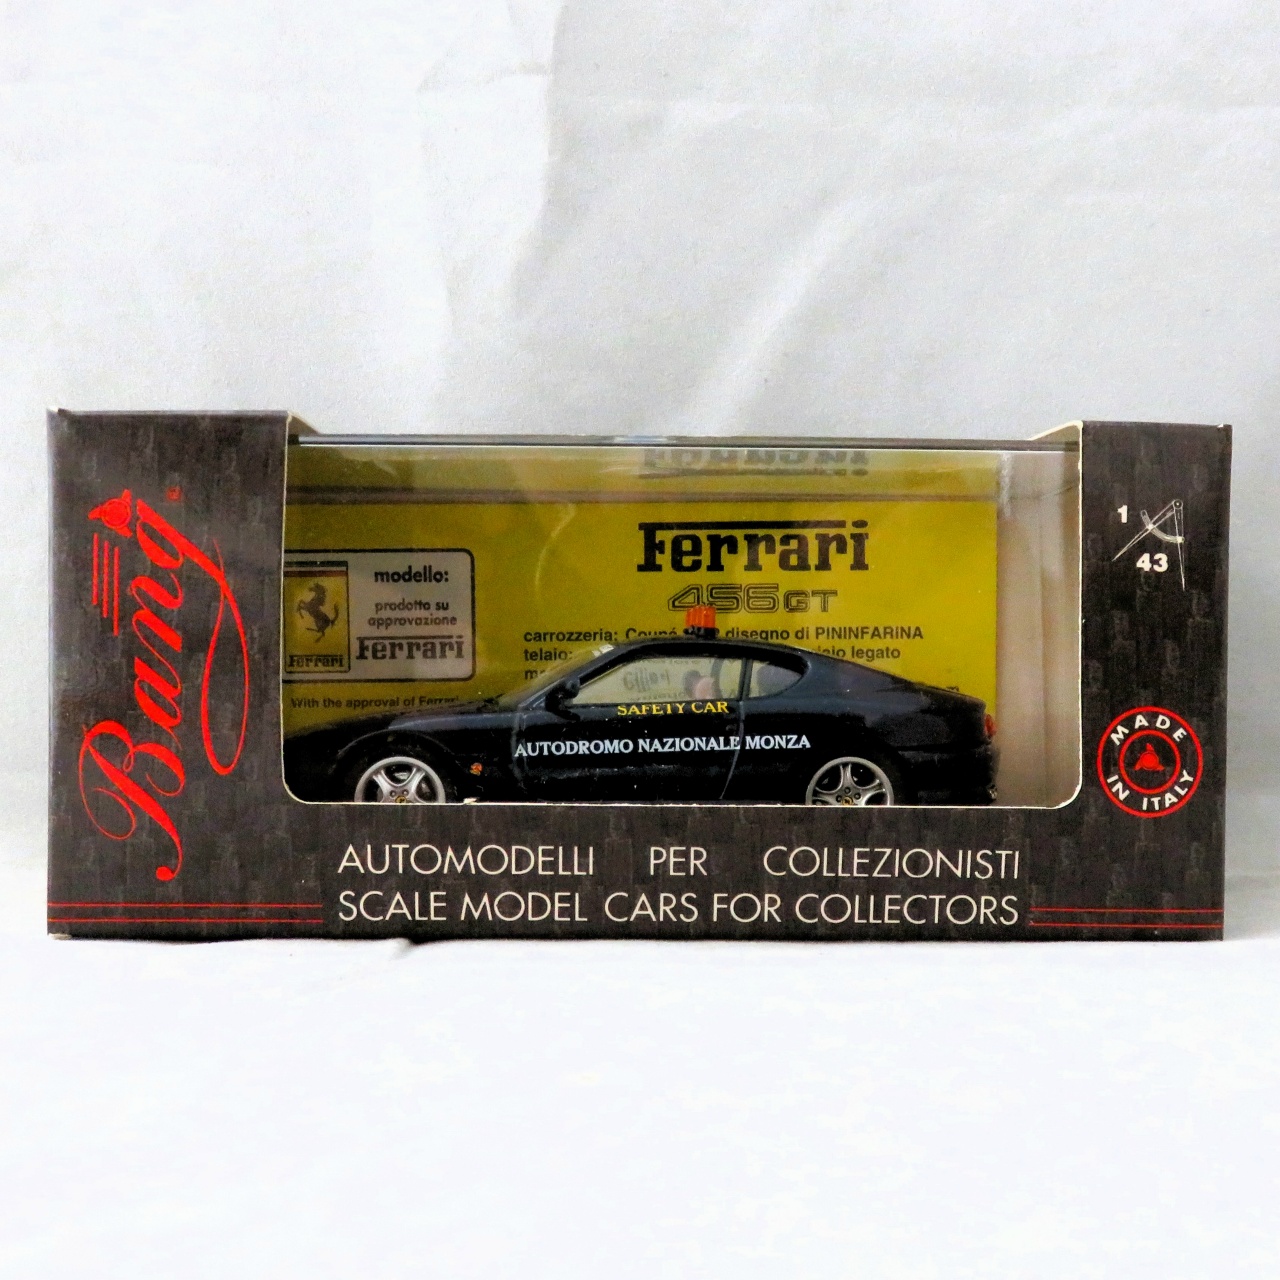 Bang
Ferrari
456GT
modello:
prodotto su
approvazione
Ferrari
Ferrari
With the approval of
carrozzeria: Coupé disegno di PININFARINA
telaio: legato
SAFETY CAR
AUTODROMO NAZIONALE MONZA
1
43
MADE
IN ITALY
AUTOMODELLI PER COLLEZIONISTI
SCALE MODEL CARS FOR COLLECTORS